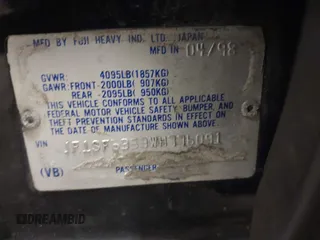 MFD BY FUJI HEAVY IND. LTD., JAPAN
MFD IN 04/98
GVWR: 4095LB(1857KG)
GAWR:FRONT-2000LB( 907KG)
REAR -2095LB( 950KG)
THIS VEHICLE CONFORMS TO ALL APPLICABLE
FEDERAL MOTOR VEHICLE SAFETY,BUMPER, AND
THEFT PREVENTION STANDARDS IN EFFECT ON
THE DATE OF MANUFACTURE SHOWN ABOVE.
VIN
(VB) PASSENGER
© DREAMBID